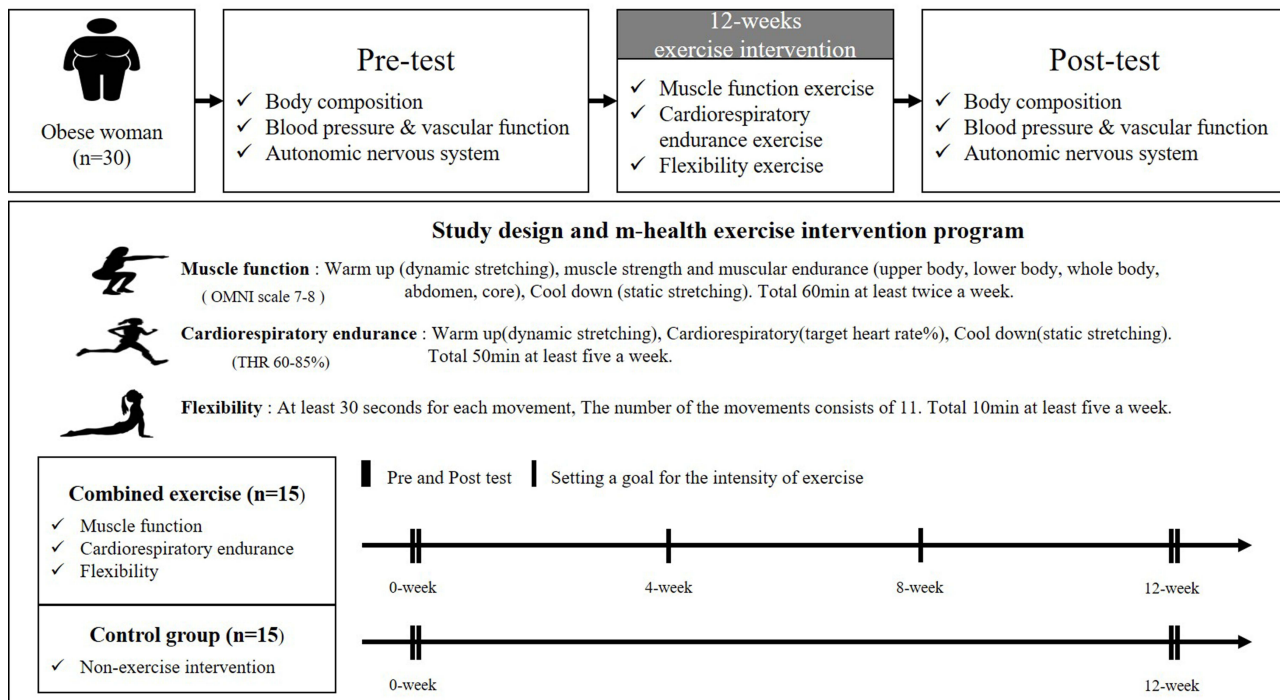 Obese woman
(n=30)
Pre-test
✓ Body composition
✓ Blood pressure & vascular function
✓ Autonomic nervous system
12-weeks
exercise intervention
✓ Muscle function exercise
✓ Cardiorespiratory
endurance exercise
✓ Flexibility exercise
Post-test
✓ Body composition
✓ Blood pressure & vascular function
✓ Autonomic nervous system
Study design and m-health exercise intervention program
Muscle function : Warm up (dynamic stretching), muscle strength and muscular endurance (upper body, lower body, whole body,
( OMNI scale 7-8 ) abdomen, core), Cool down (static stretching). Total 60min at least twice a week.
Cardiorespiratory endurance : Warm up(dynamic stretching), Cardiorespiratory(target heart rate%), Cool down(static stretching).
(THR 60-85%) Total 50min at least five a week.
Flexibility : At least 30 seconds for each movement, The number of the movements consists of 11. Total 10min at least five a week.
Combined exercise (n=15)
✓ Muscle function
✓ Cardiorespiratory endurance
✓ Flexibility
Pre and Post test Setting a goal for the intensity of exercise
0-week 4-week 8-week 12-week
Control group (n=15)
✓ Non-exercise intervention
0-week 12-week